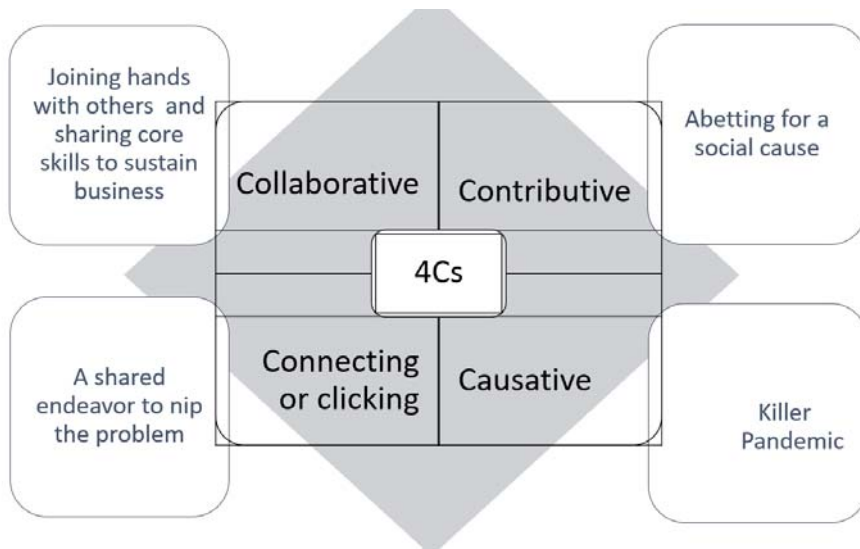 Joining hands
with others and
sharing core
skills to sustain
business
Collaborative
Contributive
Abetting for a
social cause
4Cs
A shared
endeavor to nip
the problem
Connecting
or clicking
Causative
Killer
Pandemic